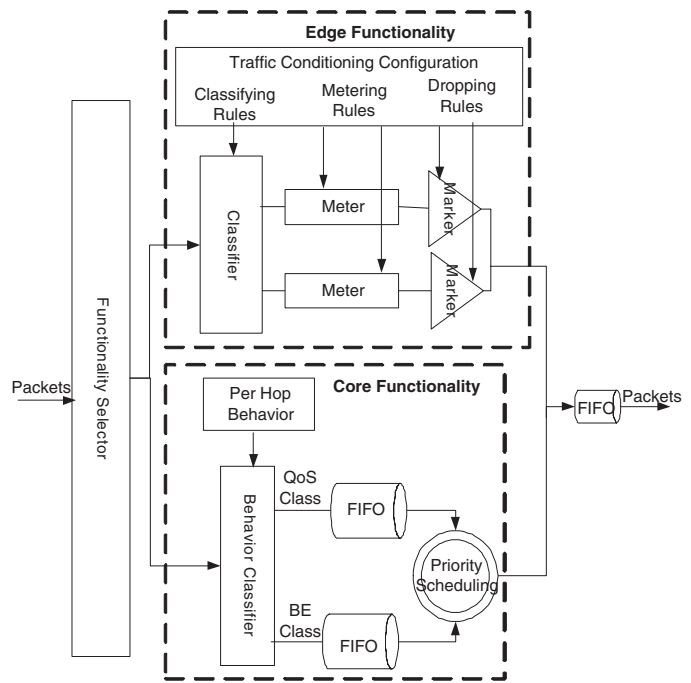 Edge Functionality
Traffic Conditioning Configuration
Classifying
Rules
Metering
Rules
Dropping
Rules
Classifier
Meter
Marker
Meter
Marker
Functionality Selector
Packets
Core Functionality
Per Hop
Behavior
Behavior Classifier
QoS
Class
FIFO
Priority
Scheduling
BE
Class
FIFO
FIFO
Packets